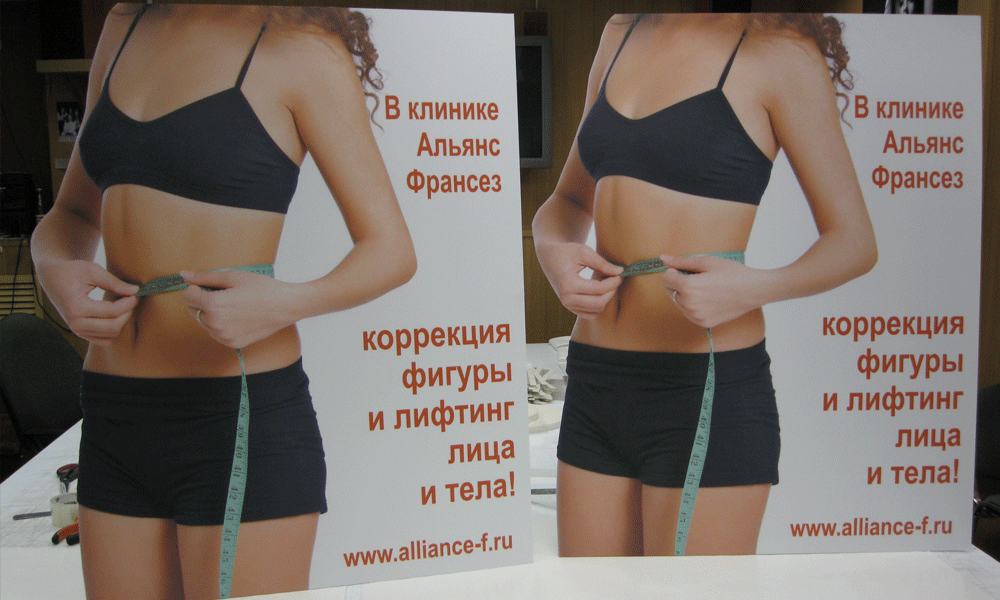 В клинике
Альянс
Франсез
коррекция
фигуры
и лифтинг
лица
и тела!
www.alliance-f.ru
В клинике
Альянс
Франсез
коррекция
фигуры
и лифтинг
лица
и тела!
www.alliance-f.ru